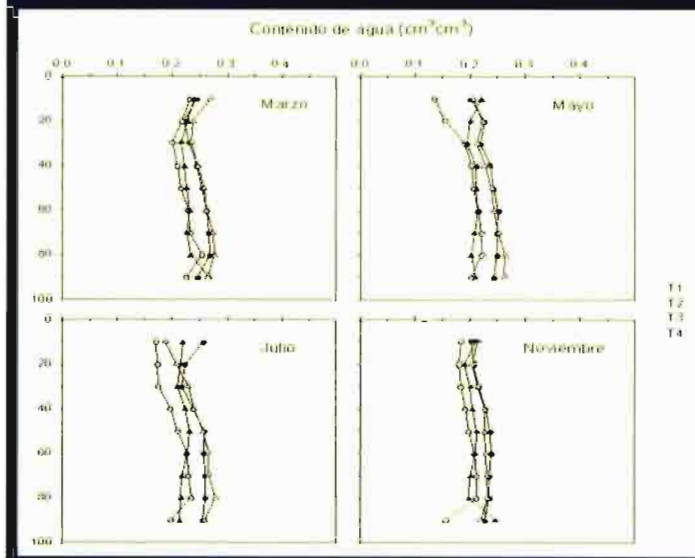 Contenido de agua (cm³cm³)
0.0 0.1 0.2 0.3 0.4 0.0 0.1 0.2 0.3 0.4
0
Marzo Mayo
20
40
60
80
100
0
Julio Noviembre
20
40
60
80
100
T1
T2
T3
T4